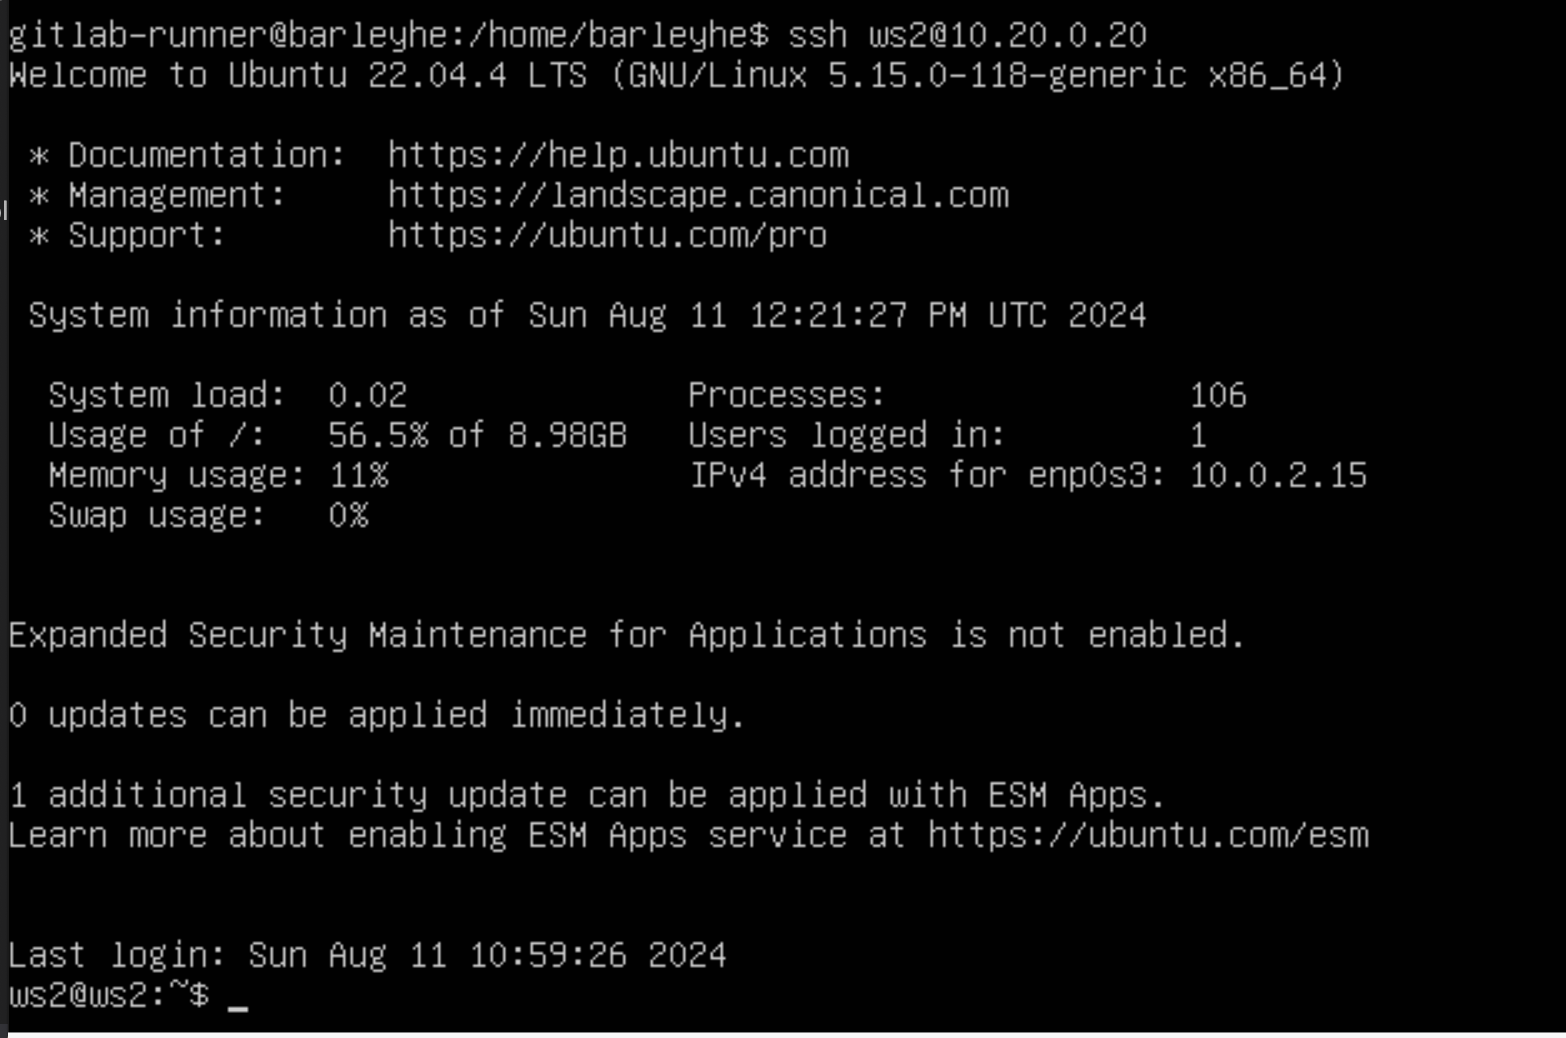 gitlab-runner@barleyhe:/home/barleyhe$ ssh ws2@10.20.0.20
Welcome to Ubuntu 22.04.4 LTS (GNU/Linux 5.15.0-118-generic x86_64)
* Documentation:  https://help.ubuntu.com
* Management:     https://landscape.canonical.com
* Support:        https://ubuntu.com/pro
System information as of Sun Aug 11 12:21:27 PM UTC 2024
System load:  0.02              Processes:               106
Usage of /:   56.5% of 8.98GB   Users logged in:         1
Memory usage: 11%               IPv4 address for enp0s3: 10.0.2.15
Swap usage:   0%
Expanded Security Maintenance for Applications is not enabled.
0 updates can be applied immediately.
1 additional security update can be applied with ESM Apps.
Learn more about enabling ESM Apps service at https://ubuntu.com/esm
Last login: Sun Aug 11 10:59:26 2024
ws2@ws2:~$ _